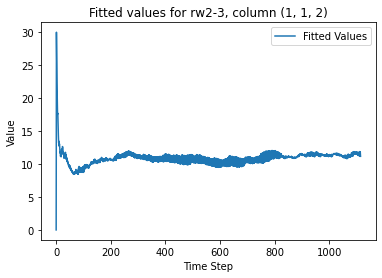 Fitted values for rw2-3, column (1, 1, 2)
Fitted Values
Value
30
25
20
15
10
5
0
0 200 400 600 800 1000
Time Step